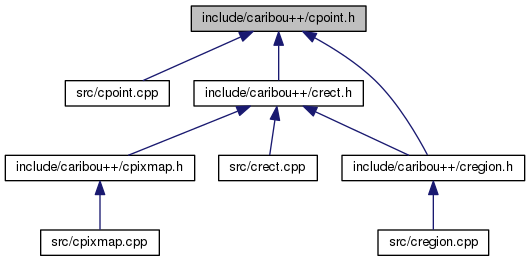 include/caribou++/cpoint.h
src/cpoint.cpp
include/caribou++/crect.h
include/caribou++/cpixmap.h
src/crect.cpp
include/caribou++/cregion.h
src/cpixmap.cpp
src/cregion.cpp